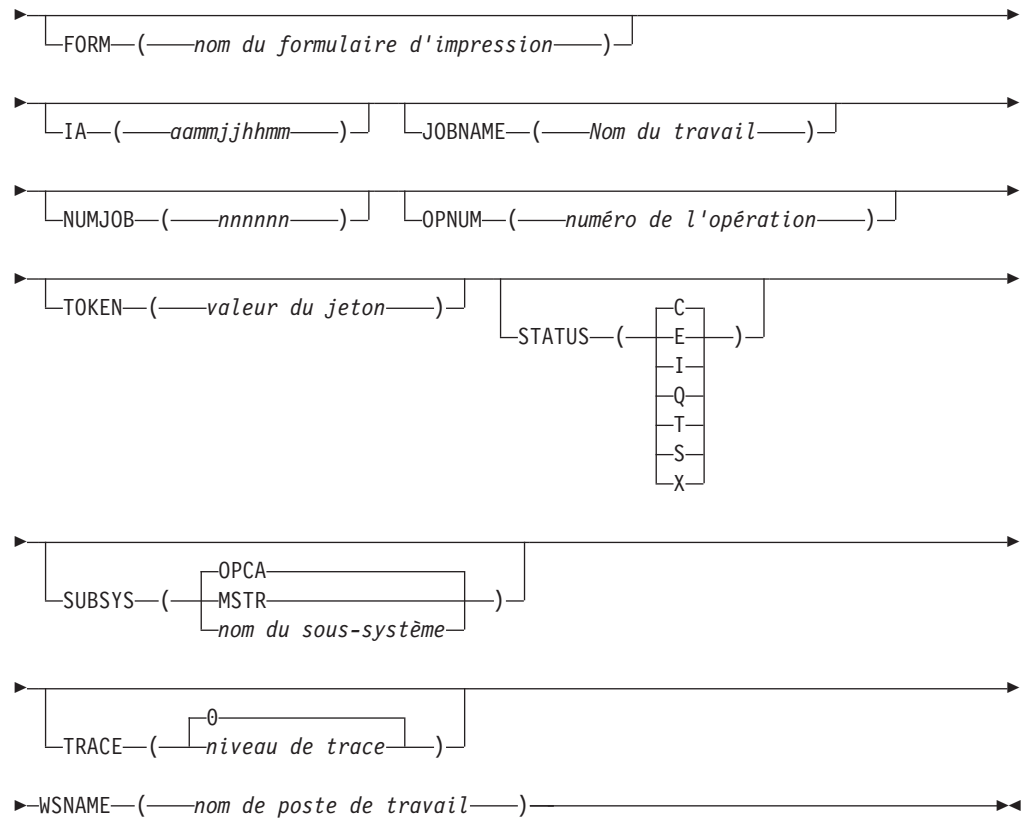 FORM ( nom du formulaire d'impression )
IA ( aammjjhhmm ) JOBNAME ( Nom du travail )
NUMJOB ( nnnnnn ) OPNUM ( numéro de l'opération )
TOKEN ( valeur du jeton ) STATUS ( C )
E
I
Q
T
S
X
SUBSYS ( OPCA )
MSTR
nom du sous-système
TRACE ( 0 )
niveau de trace
WSNAME ( nom de poste de travail )